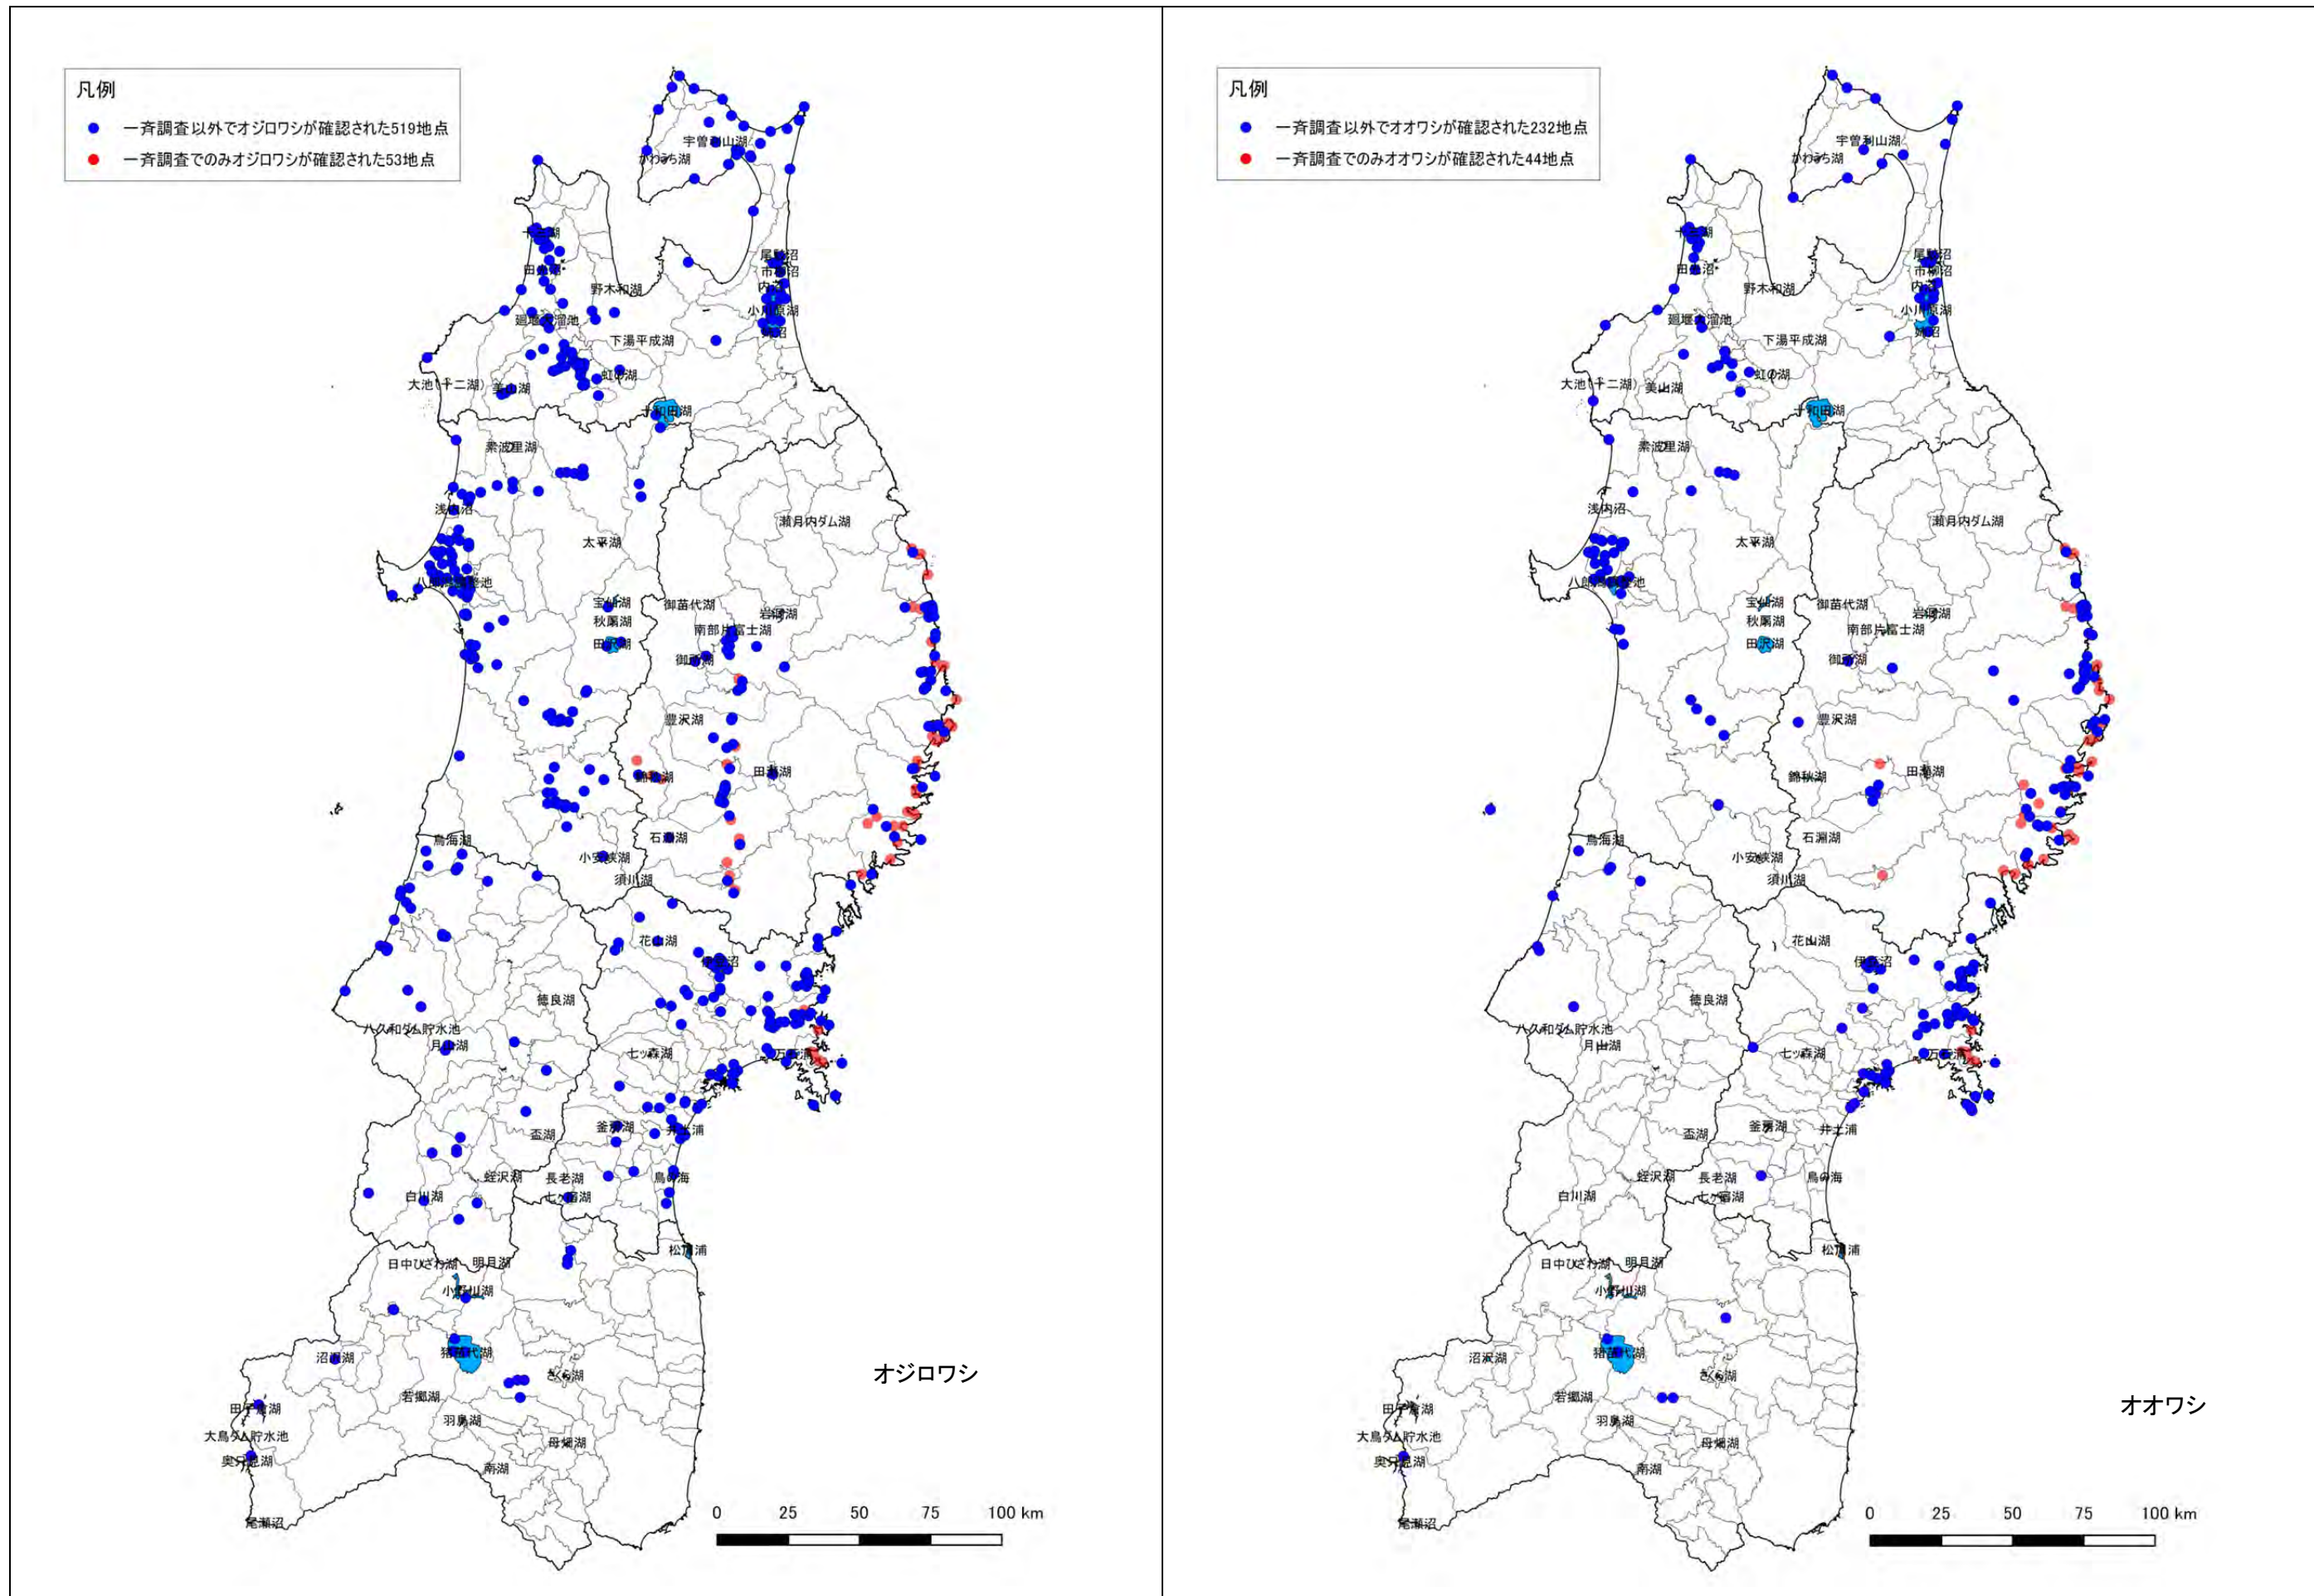 凡例
一斉調査以外でオジロワシが確認された519地点
一斉調査でのみオジロワシが確認された53地点
宇曽利山湖
かわうち湖
十三湖
田光沼
尾駮沼
市柳沼
内沼
野木和湖
小川原湖
姉沼
廻堰大溜池
下湯平成湖
虹の湖
大池(十二湖)
美山湖
十和田湖
素波里湖
浅内沼
瀬月内ダム湖
太平湖
八郎潟調整池
宝仙湖
御苗代湖
岩洞湖
秋扇湖
南部片富士湖
田沢湖
御所湖
豊沢湖
錦秋湖
田瀬湖
鳥海湖
石淵湖
小安峡湖
須川湖
花山湖
伊豆沼
徳良湖
八久和ダム貯水池
月山湖
七ッ森湖
万石浦
釜房湖
井土浦
盃湖
蛭沢湖
長老湖
鳥の海
白川湖
七ヶ宿湖
松川浦
日中ひざわ湖
明月湖
小野川湖
猪苗代湖
沼沢湖
さくら湖
オジロワシ
若郷湖
田子倉湖
羽鳥湖
大鳥ダム貯水池
母畑湖
奥只見湖
南湖
尾瀬沼
0 25 50 75 100 km
凡例
一斉調査以外でオオワシが確認された232地点
一斉調査でのみオオワシが確認された44地点
宇曽利山湖
かわうち湖
十三湖
田光沼
尾駮沼
市柳沼
内沼
野木和湖
小川原湖
姉沼
廻堰大溜池
下湯平成湖
虹の湖
大池(十二湖)
美山湖
十和田湖
素波里湖
浅内沼
瀬月内ダム湖
太平湖
八郎潟調整池
宝仙湖
御苗代湖
岩洞湖
秋扇湖
南部片富士湖
田沢湖
御所湖
豊沢湖
錦秋湖
田瀬湖
鳥海湖
石淵湖
小安峡湖
須川湖
花山湖
伊豆沼
徳良湖
八久和ダム貯水池
月山湖
七ッ森湖
万石浦
釜房湖
井土浦
盃湖
蛭沢湖
長老湖
鳥の海
白川湖
七ヶ宿湖
松川浦
日中ひざわ湖
明月湖
小野川湖
猪苗代湖
沼沢湖
さくら湖
若郷湖
オオワシ
田子倉湖
羽鳥湖
大鳥ダム貯水池
母畑湖
奥只見湖
南湖
尾瀬沼
0 25 50 75 100 km